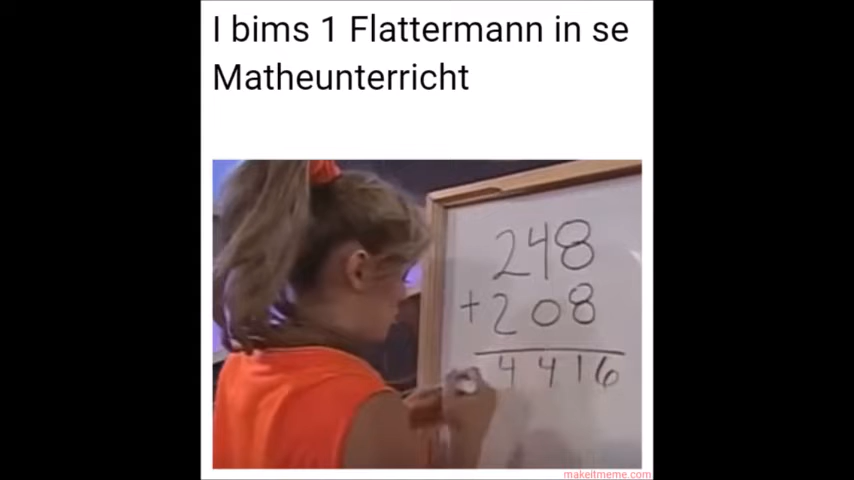 I bims 1 Flattermann in se
Matheunterricht
248
+208
4416
makeitmeme.com